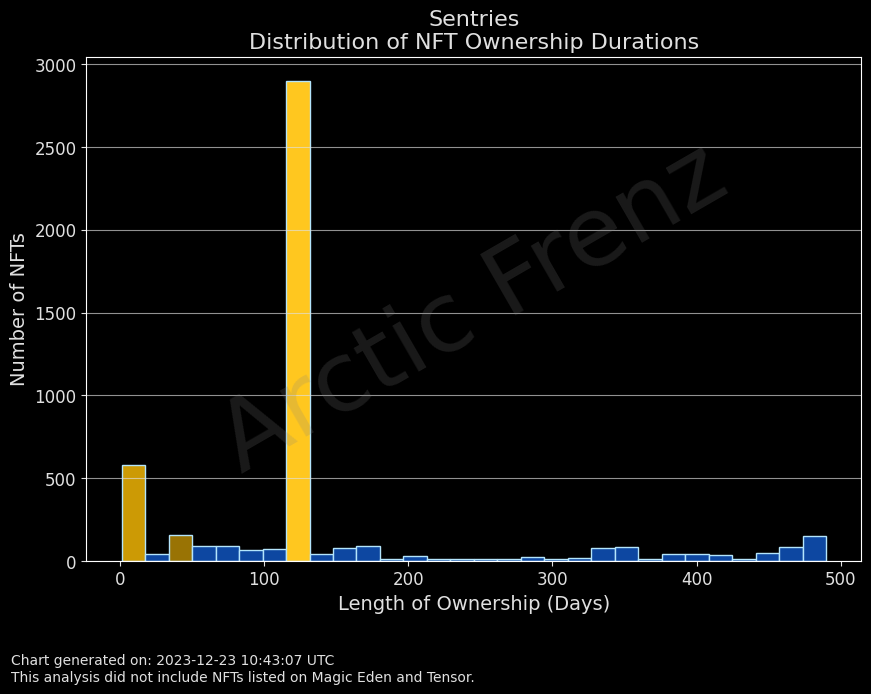 Sentries
Distribution of NFT Ownership Durations
3000
2500
2000
1500
1000
500
0
Number of NFTs
Arctic Frenz
0 100 200 300 400 500
Length of Ownership (Days)
Chart generated on: 2023-12-23 10:43:07 UTC
This analysis did not include NFTs listed on Magic Eden and Tensor.